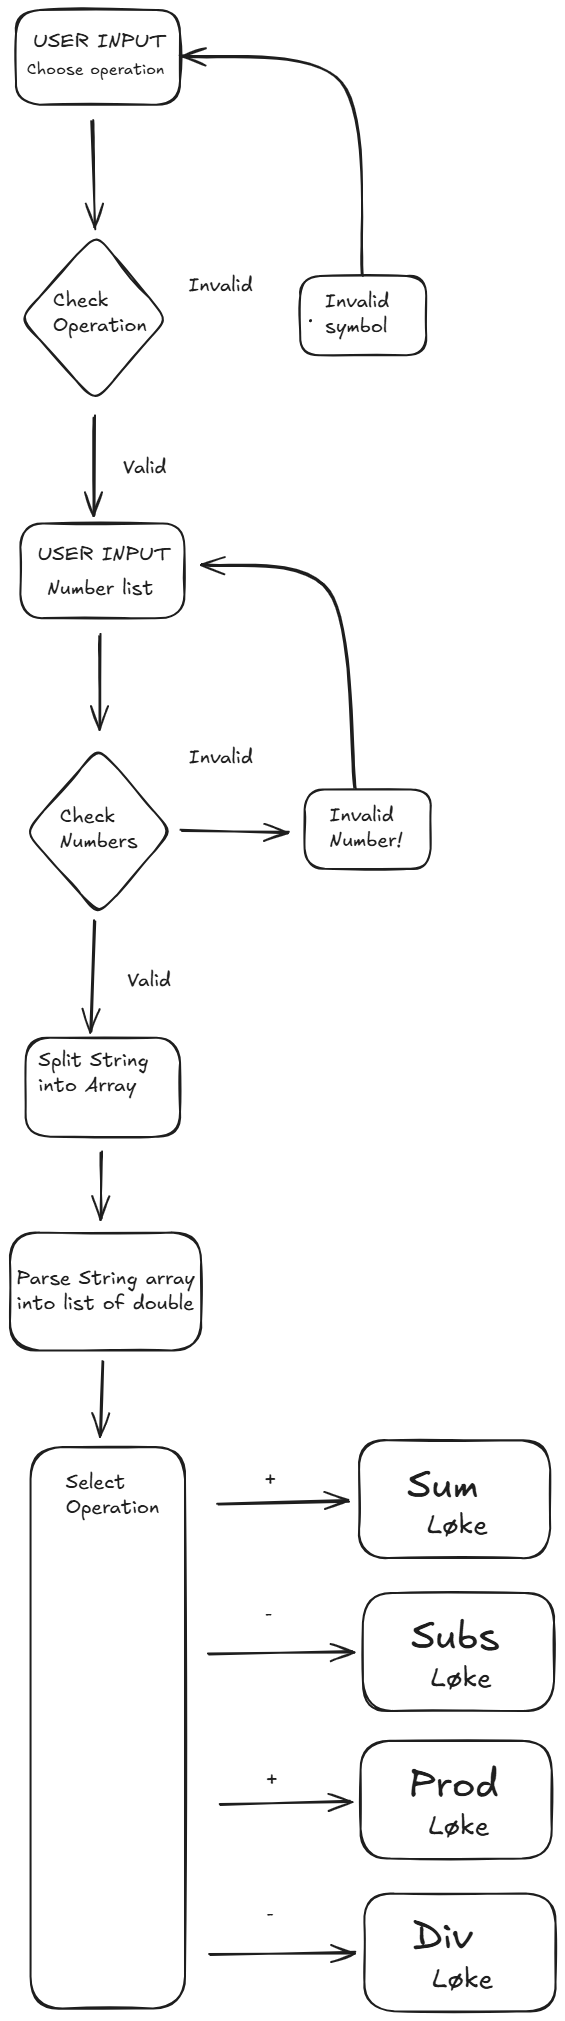 USER INPUT
Choose operation
Check
Operation
Invalid
Invalid
symbol
Valid
USER INPUT
Number list
Invalid
Check
Numbers
Invalid
Number!
Valid
Split String
into Array
Parse String array
into list of double
Select
Operation
+
Sum
Løke
-
Subs
Løke
+
Prod
Løke
-
Div
Løke